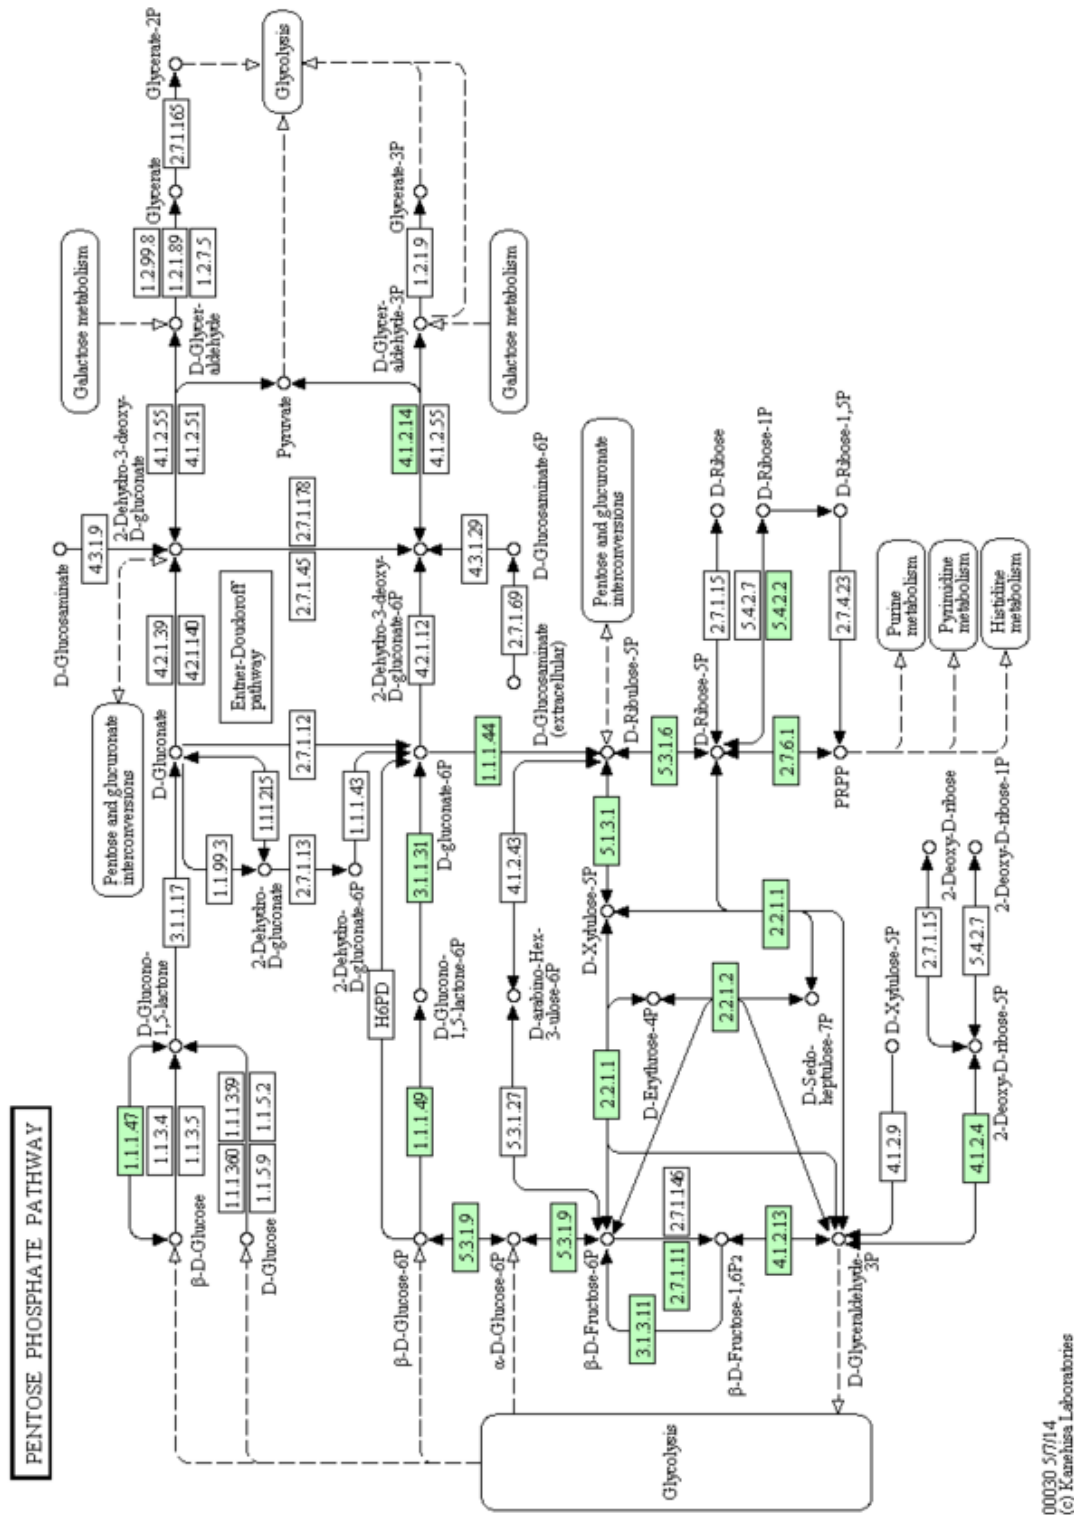 PENTOSE PHOSPHATE PATHWAY
Glycolysis
β-D-Glucose
1.1.1.47
1.1.3.4
1.1.3.5
D-Glucose
1.1.1.360
1.1.1.359
1.1.5.9
1.1.5.2
D-Glucono-
1,5-lactone
3.1.1.17
Pentose and glucuronate
interconversions
D-Gluconate
4.2.1.39
4.2.1.140
D-Glucosaminate
4.3.1.9
2-Dehydro-3-deoxy-
D-gluconate
4.1.2.55
4.1.2.51
Galactose metabolism
D-Glycer-
aldehyde
1.2.99.8
1.2.1.89
1.2.7.5
Glycerate
2.7.1.165
Glycerate-2P
Glycolysis
1.1.99.3
1.1.1.215
2-Dehydro-
D-gluconate
2.7.1.13
2-Dehydro-
D-gluconate-6P
1.1.1.43
2.7.1.12
Entner-Doudoroff
pathway
2.7.1.45
2.7.1.178
Pyruvate
β-D-Glucose-6P
H6PD
1.1.1.49
D-Glucono-
1,5-lactone-6P
3.1.1.31
D-gluconate-6P
4.2.1.12
2-Dehydro-3-deoxy-
D-gluconate-6P
4.1.2.14
4.1.2.55
D-Glycer-
aldehyde-3P
1.2.1.9
Glycerate-3P
Galactose metabolism
5.3.1.9
1.1.1.44
D-Glucosaminate
(extracellular)
2.7.1.69
4.3.1.29
D-Glucosaminate-6P
α-D-Glucose-6P
5.3.1.27
D-arabino-Hex-
3-ulose-6P
4.1.2.43
5.3.1.9
β-D-Fructose-6P
2.2.1.1
D-Xylulose-5P
5.1.3.1
D-Ribulose-5P
Pentose and glucuronate
interconversions
D-Erythrose-4P
5.3.1.6
3.1.3.11
2.7.1.11
2.7.1.146
2.2.1.2
D-Ribose-5P
2.7.1.15
D-Ribose
β-D-Fructose-1,6P2
5.4.2.7
5.4.2.2
D-Ribose-1P
4.1.2.13
2.2.1.1
D-Sedo-
heptulose-7P
2.7.6.1
2.7.4.23
D-Ribose-1,5P
D-Glyceraldehyde-
3P
PRPP
4.1.2.9
D-Xylulose-5P
Purine
metabolism
Pyrimidine
metabolism
Histidine
metabolism
2.7.1.15
2-Deoxy-D-ribose
4.1.2.4
2-Deoxy-D-ribose-5P
5.4.2.7
2-Deoxy-D-ribose-1P
00030 5/7/14
(c) Kanehisa Laboratories